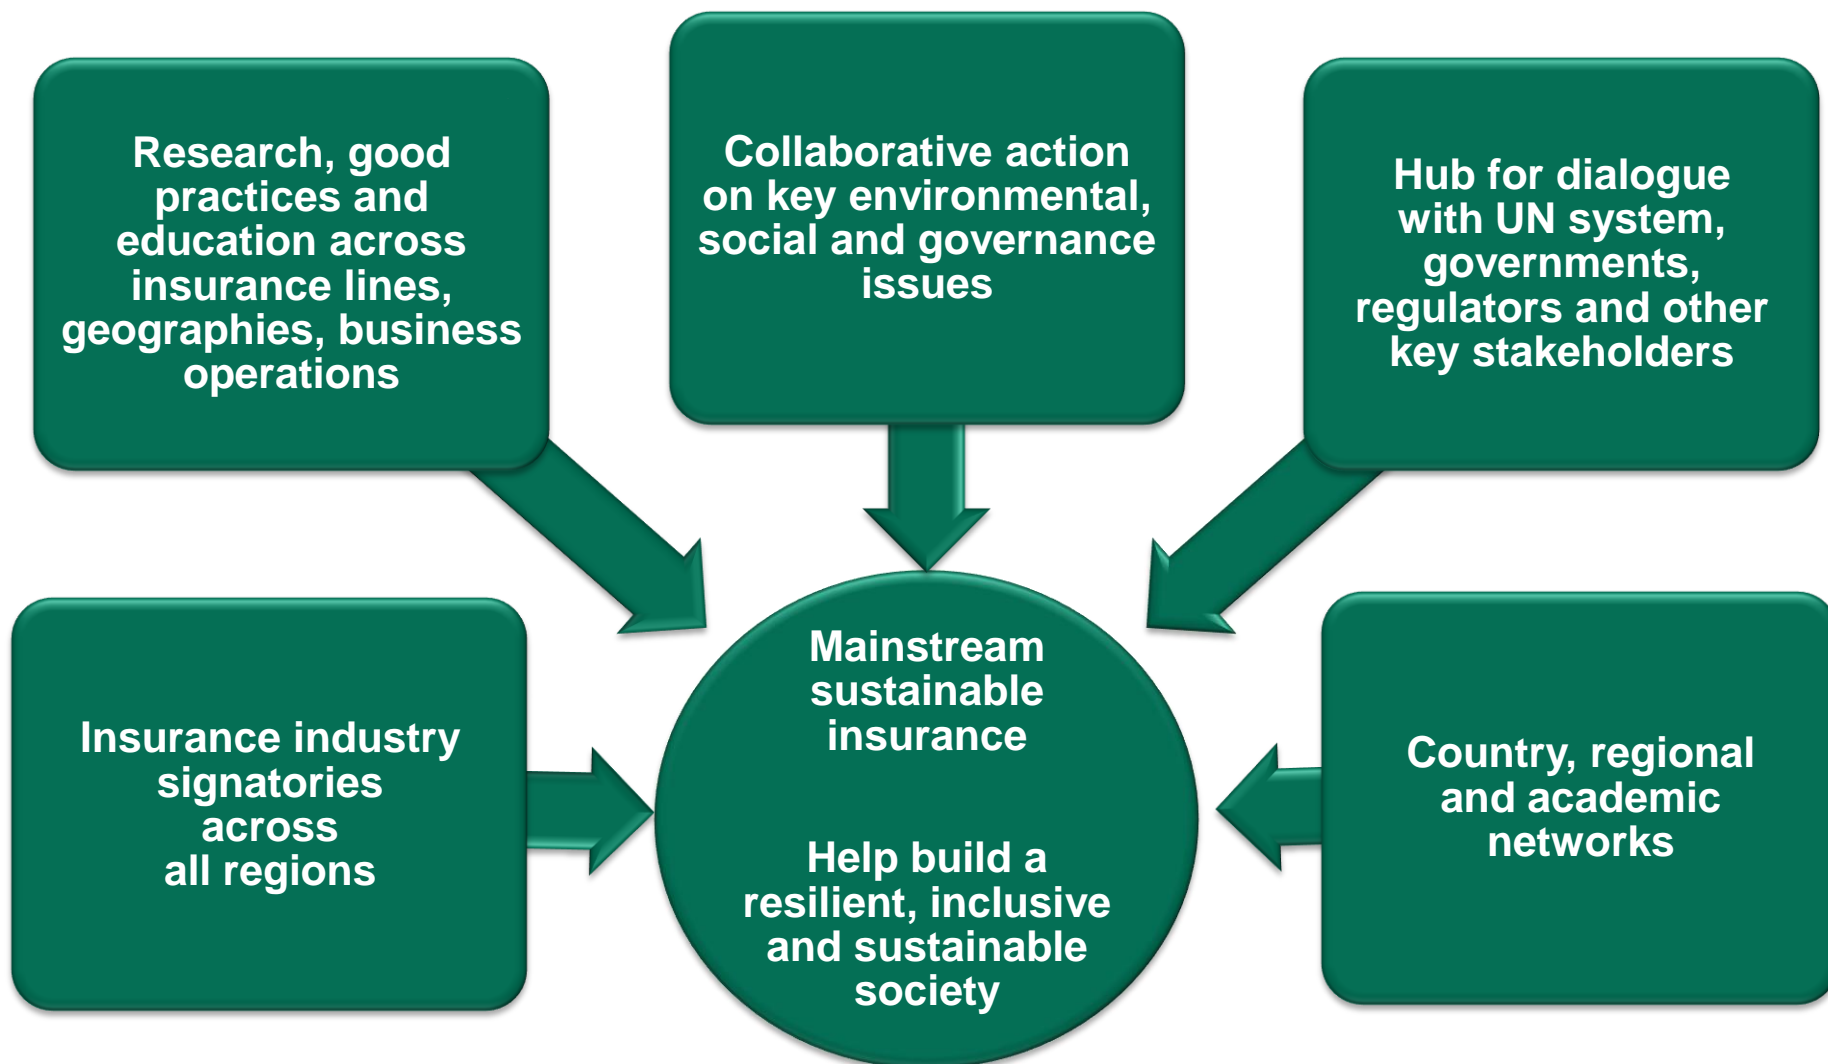 Research, good
practices and
education across
insurance lines,
geographies, business
operations
Collaborative action
on key environmental,
social and governance
issues
Hub for dialogue
with UN system,
governments,
regulators and other
key stakeholders
Insurance industry
signatories
across
all regions
Mainstream
sustainable
insurance
Help build a
resilient, inclusive
and sustainable
society
Country, regional
and academic
networks